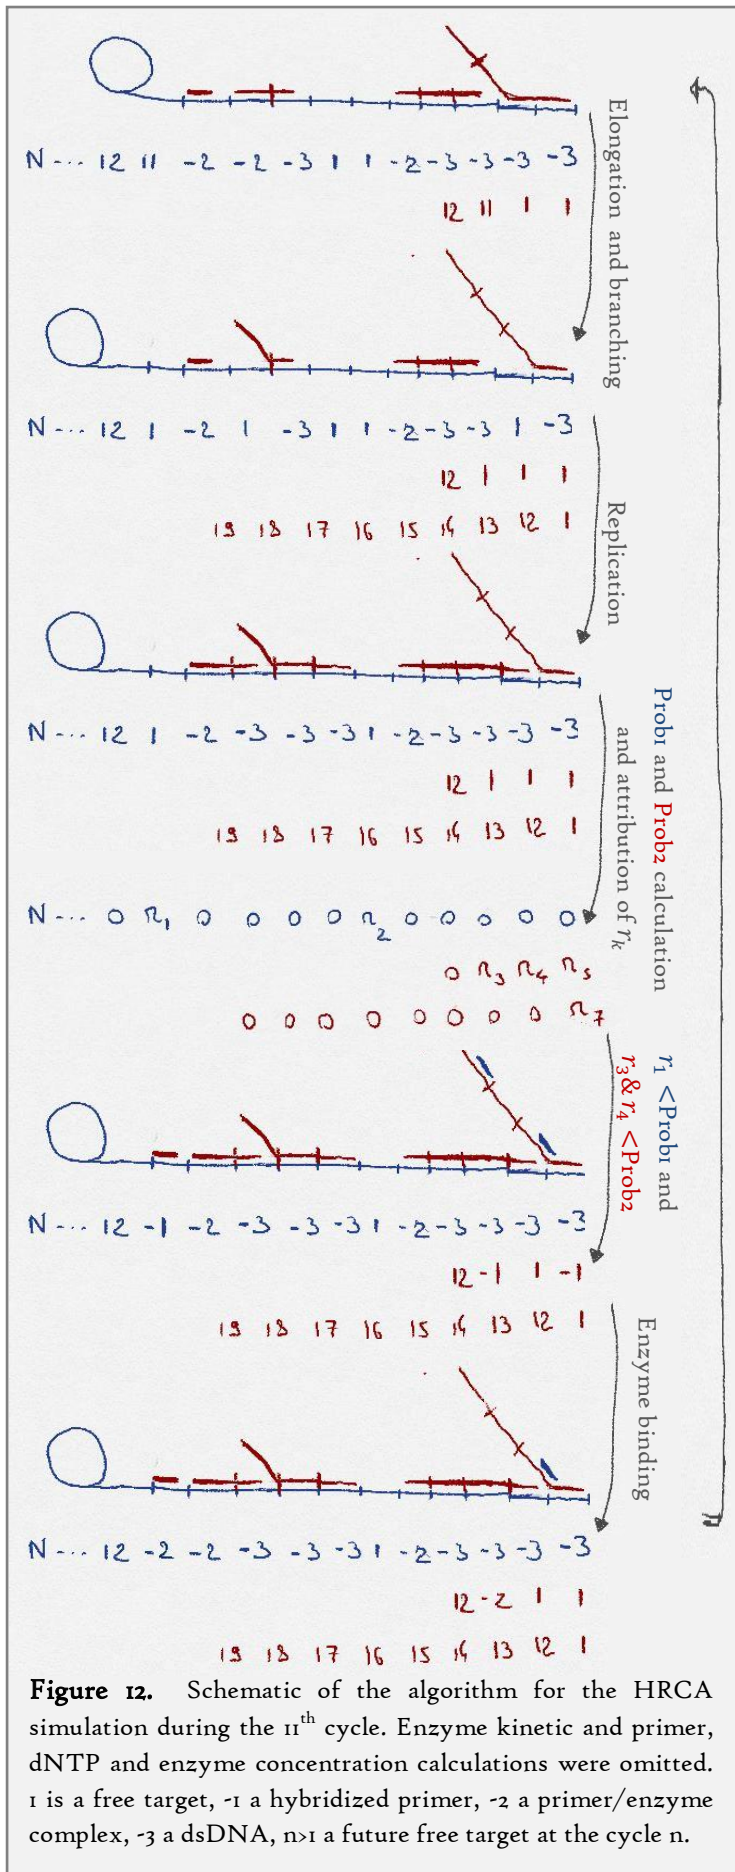 Elongation and branching
N --- 12 11 -2 -2 -3 1 1 -2 -3 -3 -3 -3
12 11 1 1
N --- 12 1 -2 1 -3 1 1 -2 -3 -3 1 -3
12 1 1 1
Replication
19 18 17 16 15 14 13 12 1
Prob1 and Prob2 calculation
and attribution of rk
N --- 12 1 -2 -3 -3 -3 1 -2 -3 -3 -3 -3
12 1 1 1
19 18 17 16 15 14 13 12 1
N --- 0 r1 0 0 0 0 r2 0 0 0 0 0
0 r3 r4 r5
0 0 0 0 0 0 0 0 r7
r1 <Prob1 and
r3 & r4 <Prob2
N --- 12 -1 -2 -3 -3 -3 1 -2 -3 -3 -3 -3
12 -1 1 -1
Enzyme binding
19 18 17 16 15 14 13 12 1
N --- 12 -2 -2 -3 -3 -3 1 -2 -3 -3 -3 -3
12 -2 1 1
19 18 17 16 15 14 13 12 1
Figure 12. Schematic of the algorithm for the HRCA
simulation during the 11th cycle. Enzyme kinetic and primer,
dNTP and enzyme concentration calculations were omitted.
1 is a free target, -1 a hybridized primer, -2 a primer/enzyme
complex, -3 a dsDNA, n>1 a future free target at the cycle n.